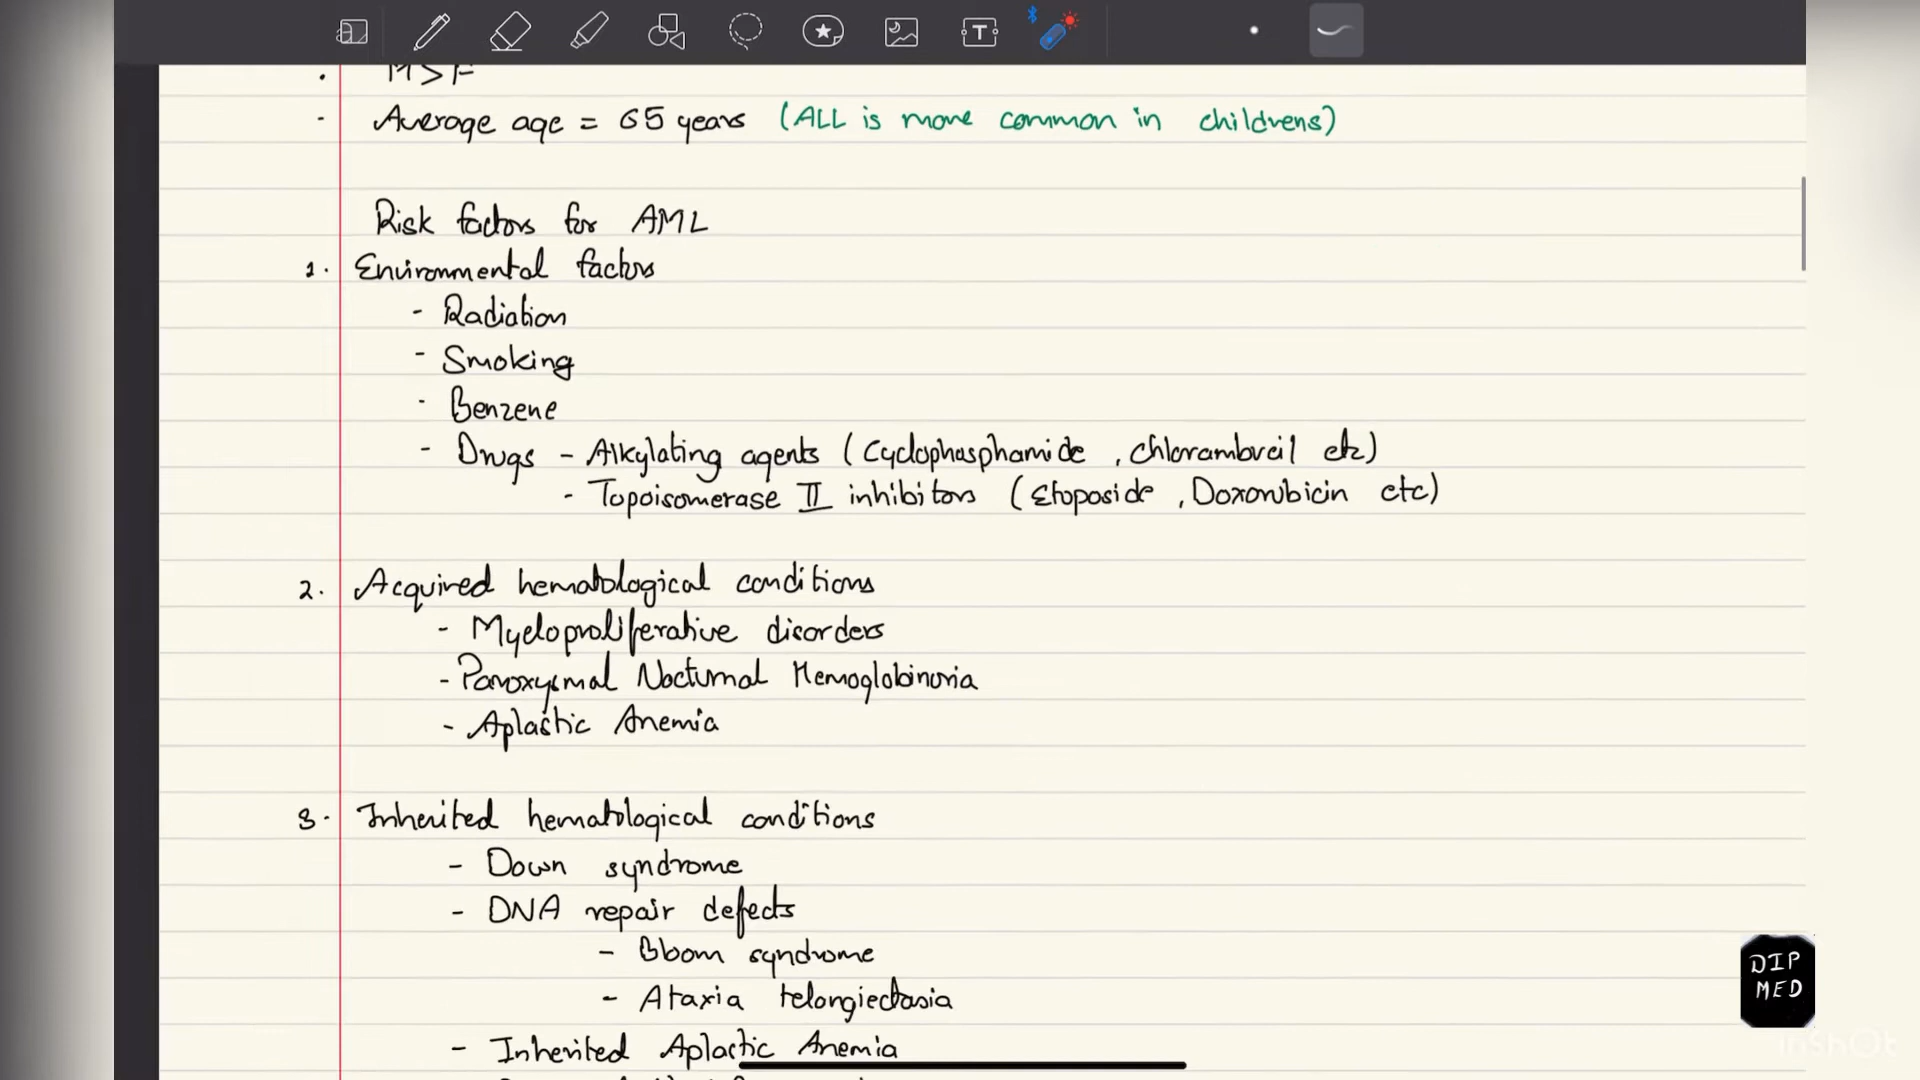 . M>F
- Average age = 65 years (ALL is more common in childrens)
Risk factors for AML
1. Environmental factors
- Radiation
- Smoking
- Benzene
- Drugs - Alkylating agents (Cyclophasphamide , Chlorambucil etc)
- Topoisomerase II inhibitors (Etoposide , Doxorubicin etc)
2. Acquired hematological conditions
- Myeloproliferative disorders
- Paroxysmal Nocturnal Hemoglobinuria
- Aplastic Anemia
3. Inherited hematological conditions
- Down syndrome
- DNA repair defects
- Bloom syndrome
- Ataxia telangiectasia
- Inherited Aplastic Anemia
DIP
MED
InShOt